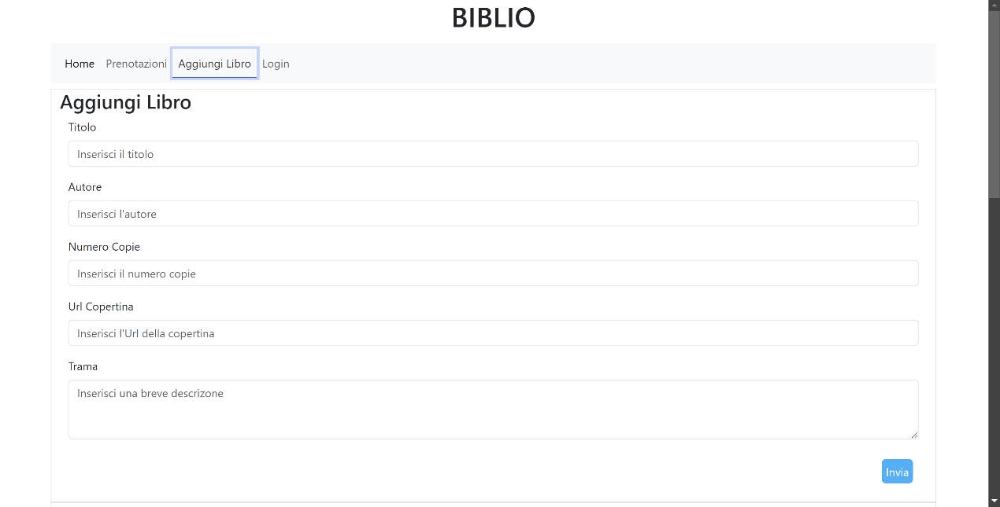 BIBLIO
Home Prenotazioni Aggiungi Libro Login
Aggiungi Libro
Titolo
Inserisci il titolo
Autore
Inserisci l'autore
Numero Copie
Inserisci il numero copie
Url Copertina
Inserisci l'Url della copertina
Trama
Inserisci una breve descrizone
Invia